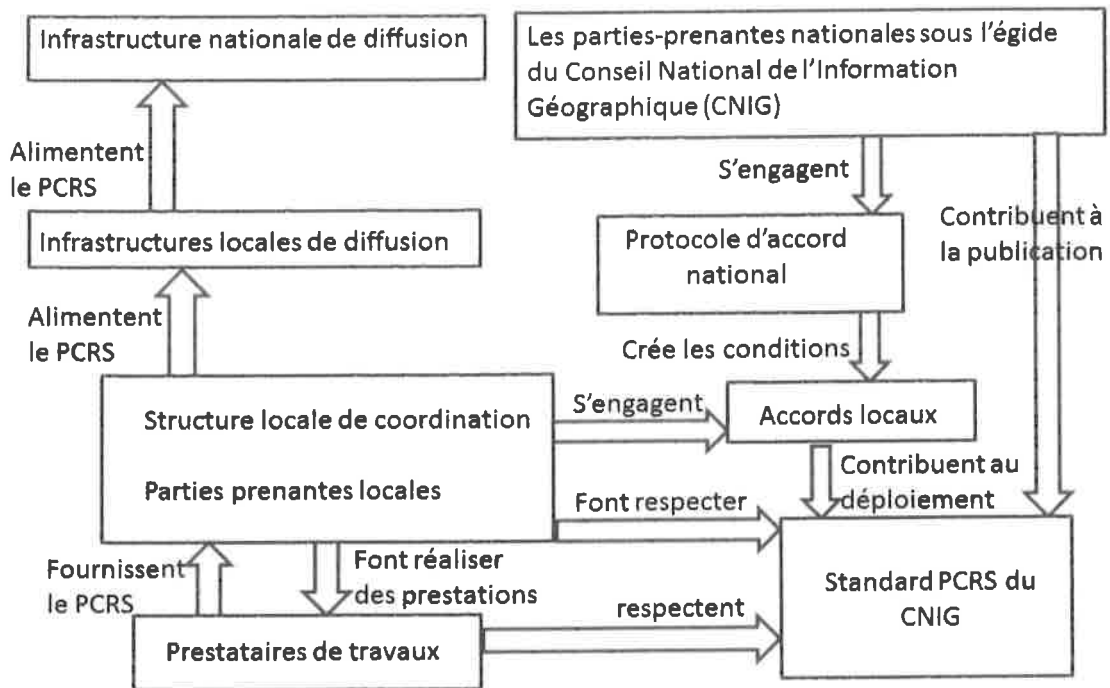 Infrastructure nationale de diffusion
Les parties-prenantes nationales sous l'égide
du Conseil National de l'Information
Géographique (CNIG)
Alimentent
le PCRS
S'engagent
Infrastructures locales de diffusion
Protocole d'accord
national
Contribuent à
la publication
Alimentent
le PCRS
Crée les conditions
Structure locale de coordination
Parties prenantes locales
S'engagent
Accords locaux
Contribuent au
déploiement
Font respecter
Fournissent
le PCRS
Font réaliser
des prestations
Standard PCRS du
CNIG
respectent
Prestataires de travaux